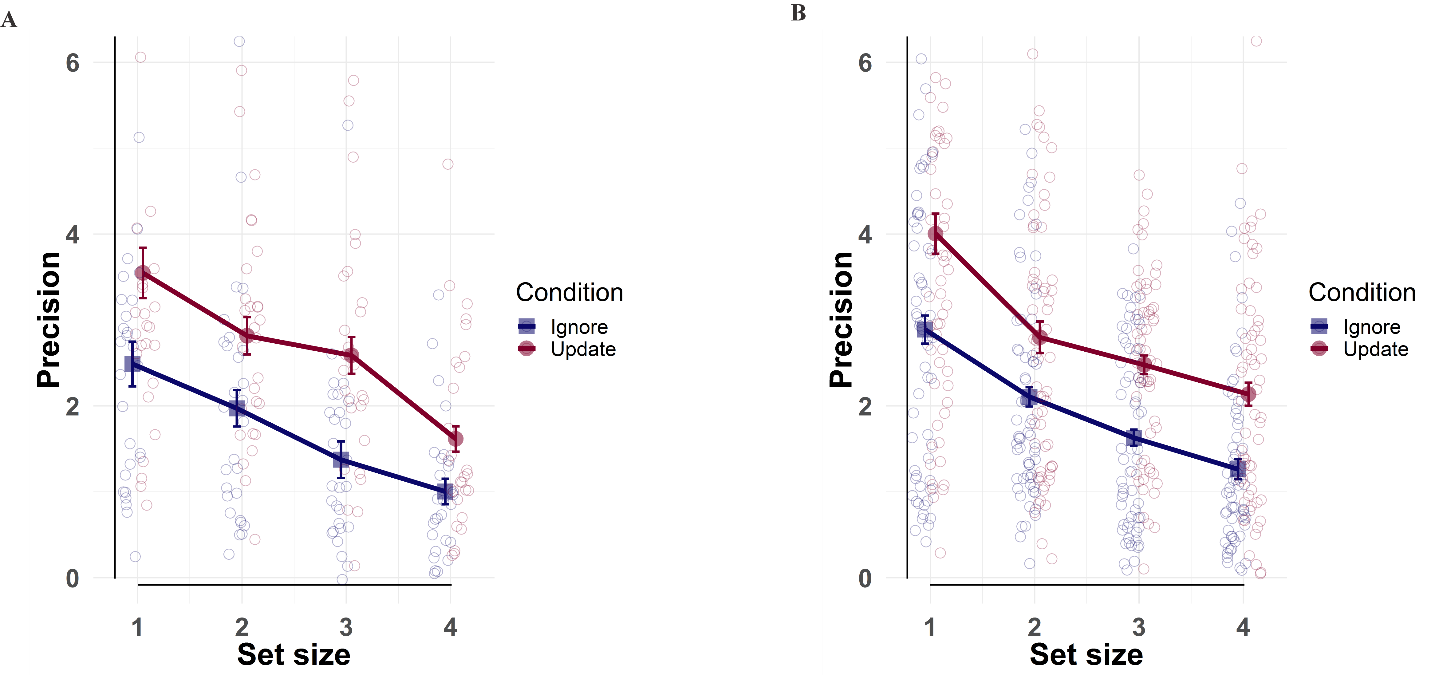 A
Precision
6
4
2
0
1 2 3 4
Set size
Condition
Ignore
Update
B
Precision
6
4
2
0
1 2 3 4
Set size
Condition
Ignore
Update